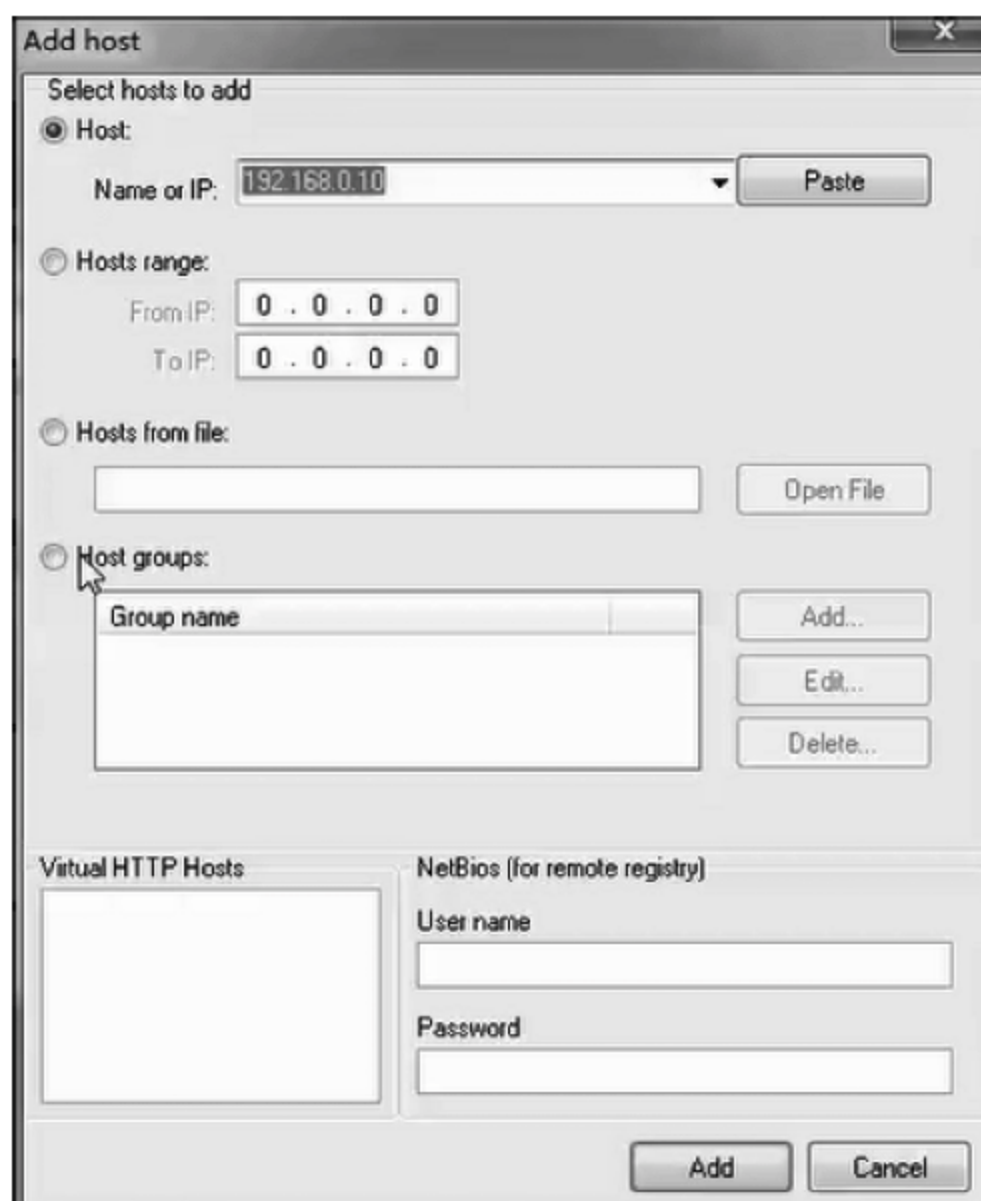 Add host
Select hosts to add
Host:
Name or IP: 192.168.0.10 Paste
Hosts range:
From IP: 0 . 0 . 0 . 0
To IP: 0 . 0 . 0 . 0
Hosts from file:
Open File
Host groups:
Group name
Add...
Edit...
Delete...
Virtual HTTP Hosts
NetBios (for remote registry)
User name
Password
Add Cancel